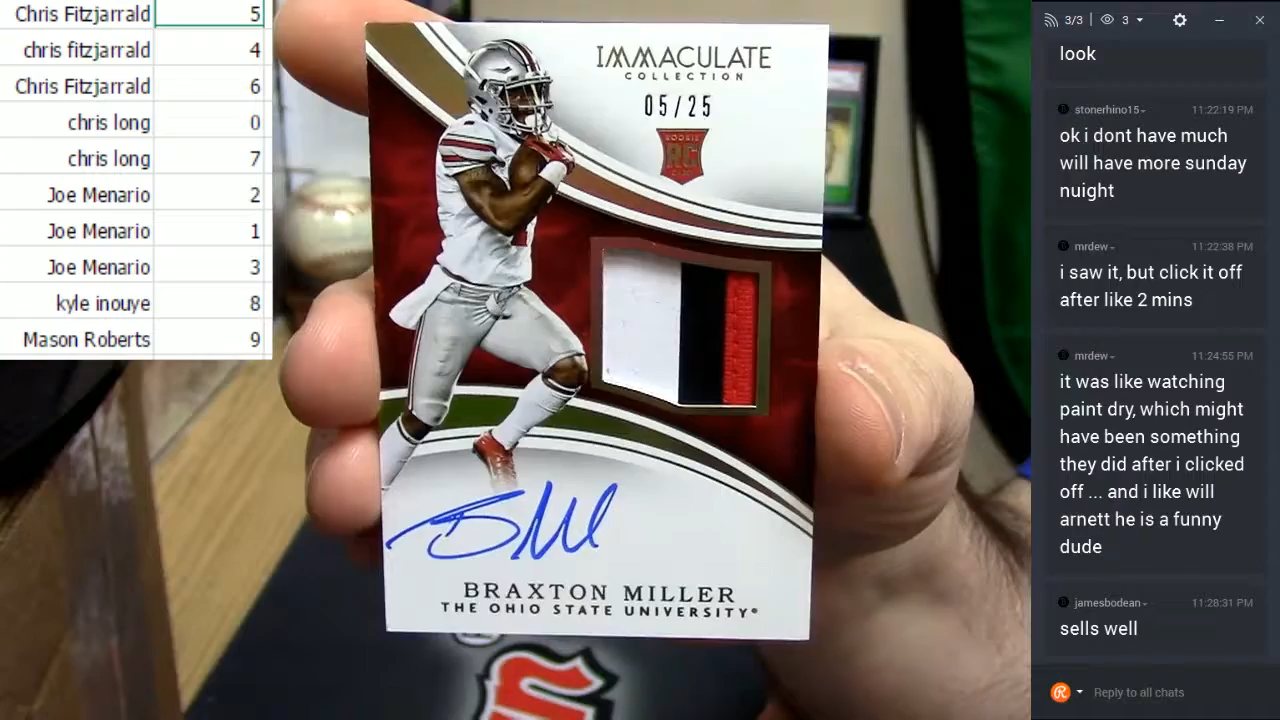 Chris Fitzjarrald 5
chris fitzjarrald 4
Chris Fitzjarrald 6
chris long 0
chris long 7
Joe Menario 2
Joe Menario 1
Joe Menario 3
kyle inouye 8
Mason Roberts 9
IMMACULATE
COLLECTION
05/25
ROOKIE
RC
BRAXTON MILLER
THE OHIO STATE UNIVERSITY®
3/3 | 3
look
stonerhino15 11:22:19 PM
ok i dont have much
will have more sunday
nuight
mrdew 11:22:38 PM
i saw it, but click it off
after like 2 mins
mrdew 11:24:55 PM
it was like watching
paint dry, which might
have been something
they did after i clicked
off ... and i like will
arnett he is a funny
dude
jamesbodean 11:28:31 PM
sells well
Reply to all chats